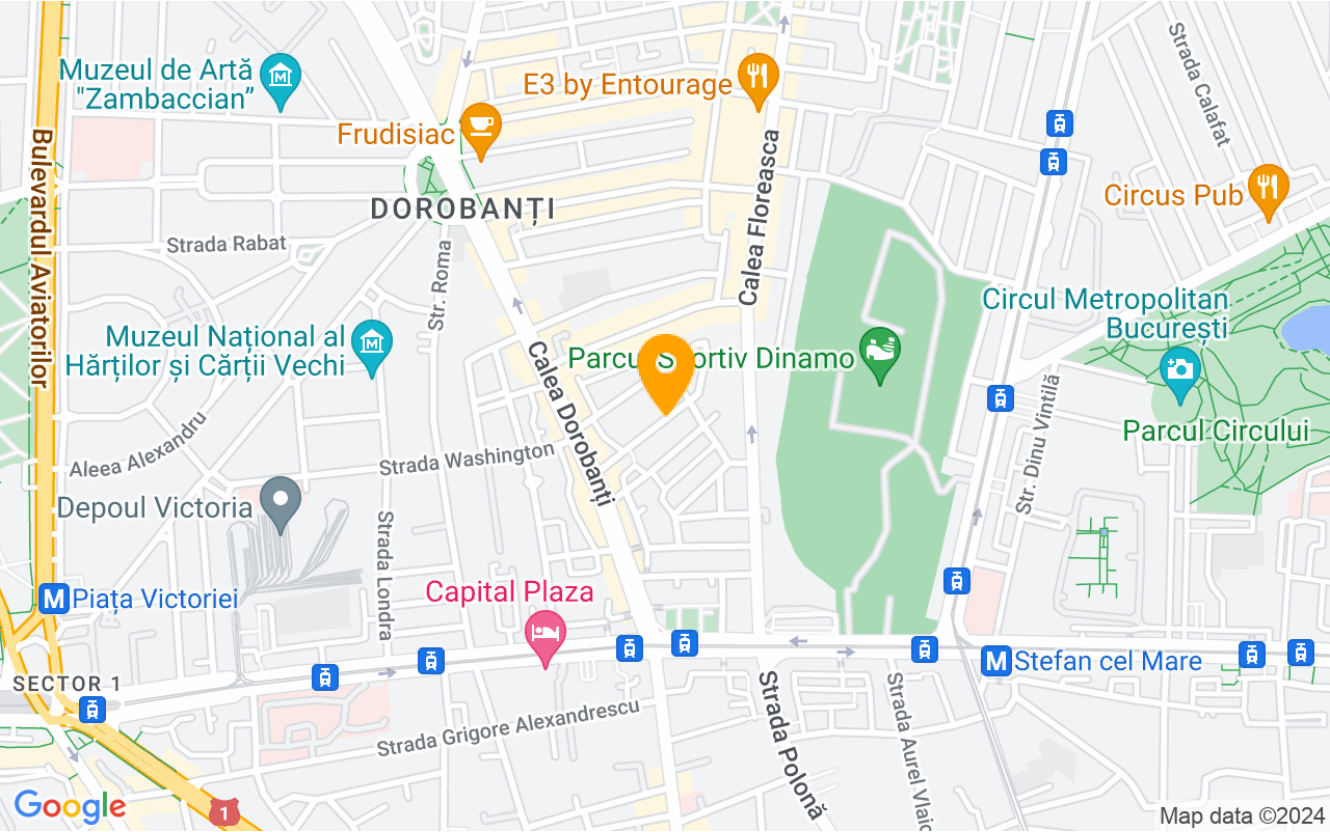 Strada Calafat
Muzeul de Artă
"Zambaccian”
E3 by Entourage
Frudisiac
Bulevardul Aviatorilor
Calea Floreasca
Circus Pub
DOROBANȚI
Strada Rabat
Str. Roma
Circul Metropolitan
București
Muzeul Național al
Hărților și Cărții Vechi
Calea Dorobanți
Parcul Sportiv Dinamo
Str. Dinu Vintilă
Parcul Circului
Aleea Alexandru
Strada Washington
Depoul Victoria
Strada Londra
M Piața Victoriei
Capital Plaza
M Stefan cel Mare
SECTOR 1
Strada Grigore Alexandrescu
Strada Polonă
Strada Aurel Vlaic
Google
1
Map data ©2024